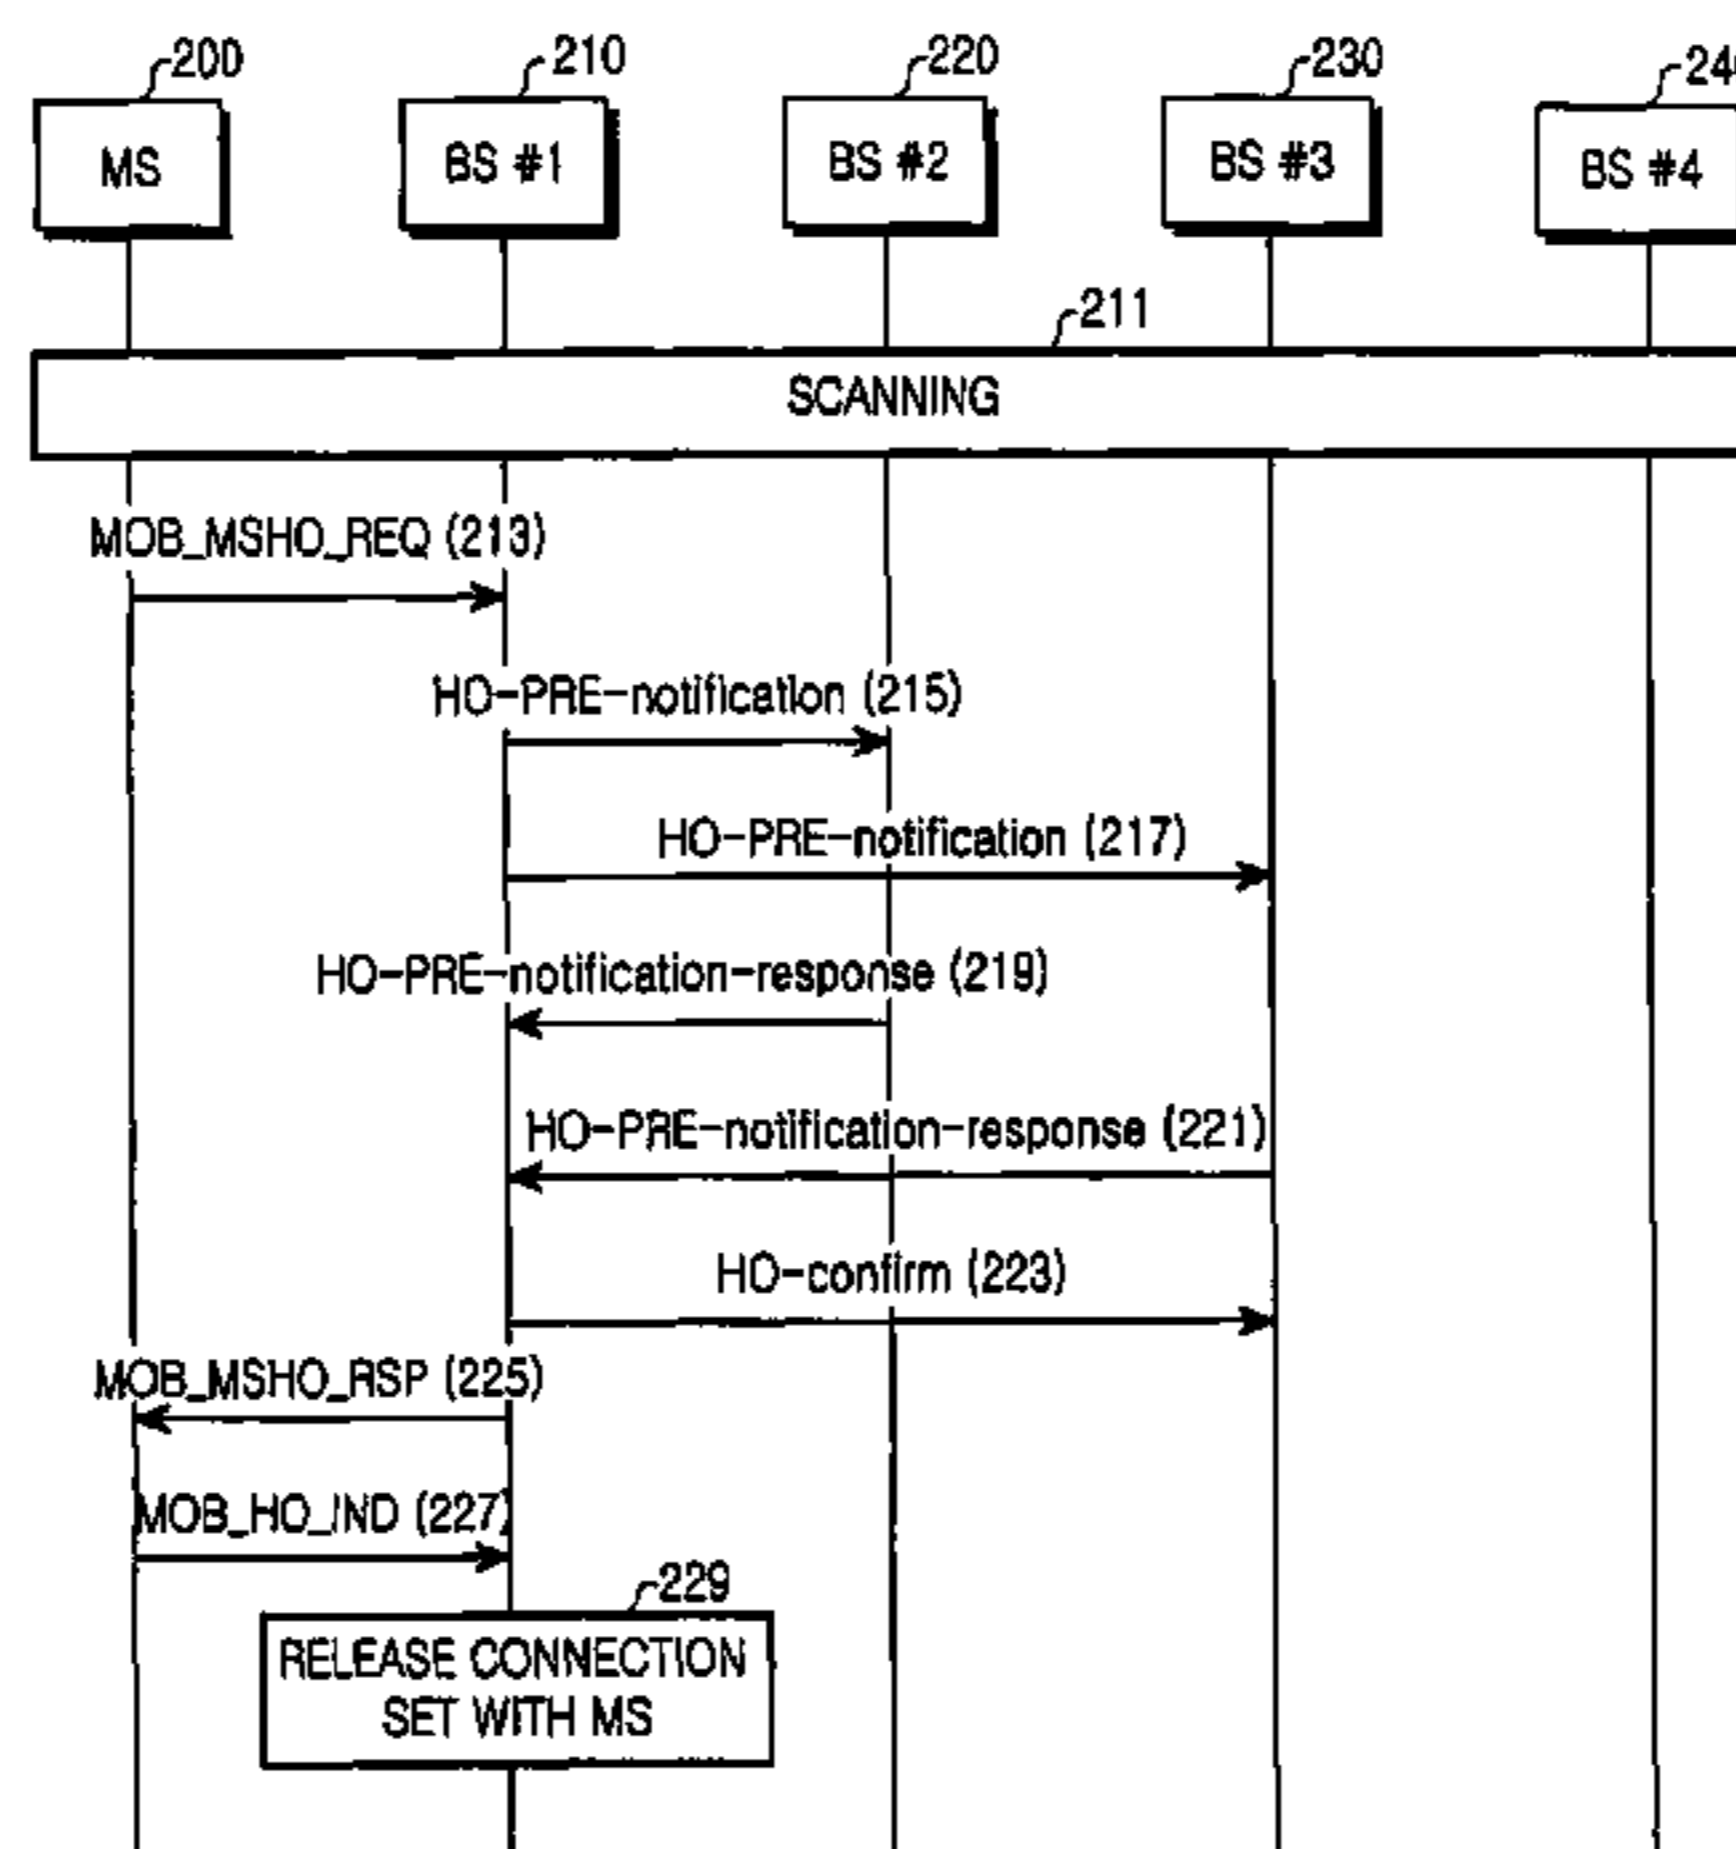 200
210
220
230
MS
BS #1
BS #2
BS #3
BS #4
211
SCANNING
MOB_MSHO_REQ (213)
HO-PRE-notification (215)
HO-PRE-notification (217)
HO-PRE-notification-response (219)
HO-PRE-notification-response (221)
HO-confirm (223)
MOB_MSHO_RSP (225)
MOB_HO_IND (227)
229
RELEASE CONNECTION
SET WITH MS